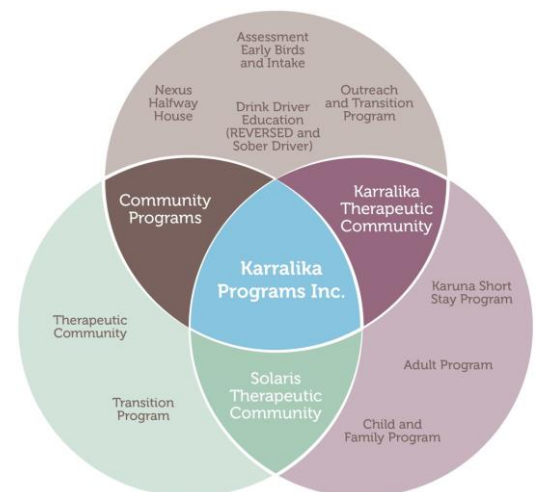 Assessment
Early Birds
and Intake
Nexus
Halfway
House
Drink Driver
Education
(REVERSED and
Sober Driver)
Outreach
and Transition
Program
Community
Programs
Karralika
Therapeutic
Community
Karralika
Programs Inc.
Karuna Short
Stay Program
Therapeutic
Community
Adult Program
Solaris
Therapeutic
Community
Transition
Program
Child and
Family Program